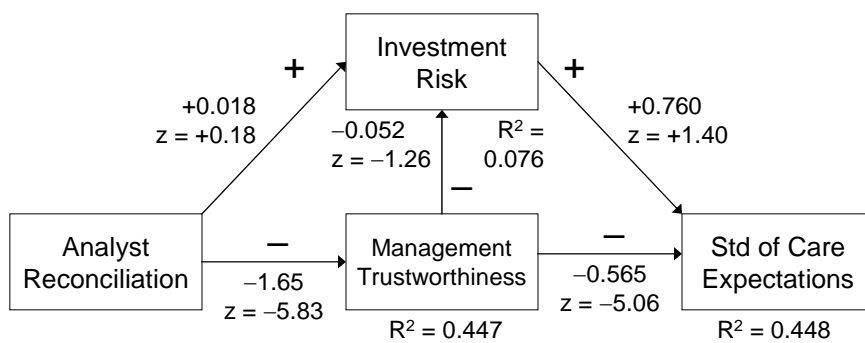 Investment
Risk
+
+
+0.018
z = +0.18
+0.760
z = +1.40
−0.052
z = −1.26
R² =
0.076
−
Analyst
Reconciliation
−
−1.65
z = −5.83
Management
Trustworthiness
R² = 0.447
−
−0.565
z = −5.06
Std of Care
Expectations
R² = 0.448